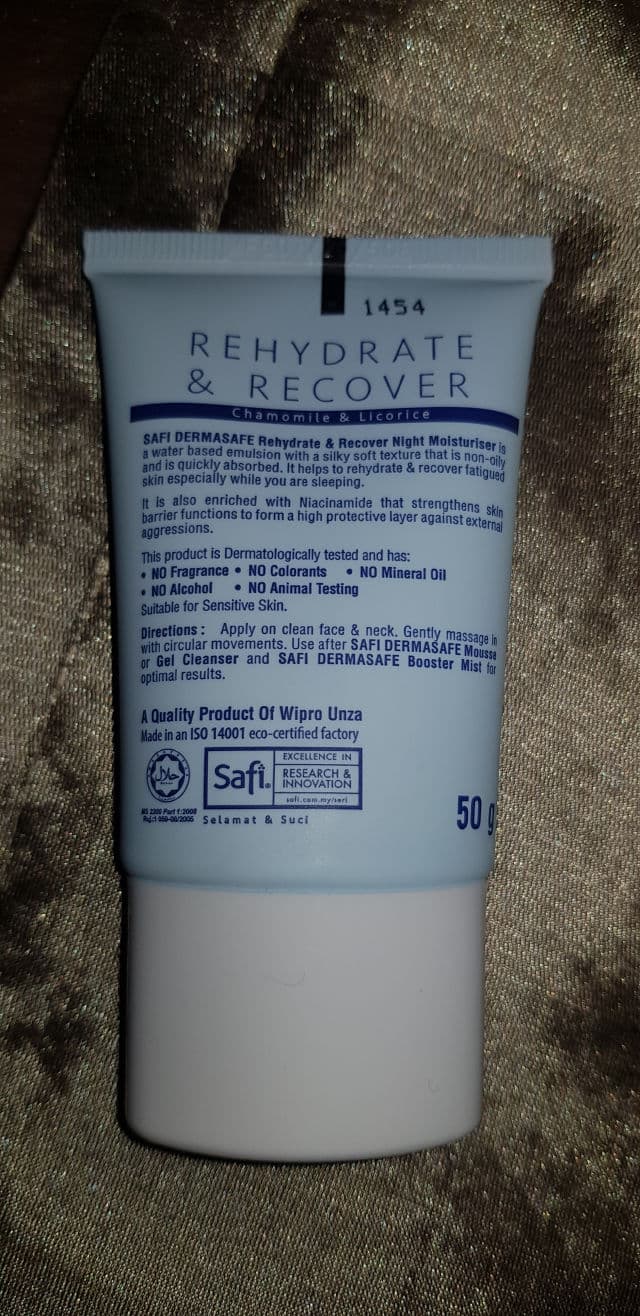 1454
REHYDRATE
& RECOVER
Chamomile & Licorice
SAFI DERMASAFE Rehydrate & Recover Night Moisturiser is
a water based emulsion with a silky soft texture that is non-oily
and is quickly absorbed. It helps to rehydrate & recover fatigued
skin especially while you are sleeping.
It is also enriched with Niacinamide that strengthens skin
barrier functions to form a high protective layer against external
aggressions.
This product is Dermatologically tested and has:
• NO Fragrance • NO Colorants • NO Mineral Oil
• NO Alcohol • NO Animal Testing
Suitable for Sensitive Skin.
Directions : Apply on clean face & neck. Gently massage in
with circular movements. Use after SAFI DERMASAFE Mousse
or Gel Cleanser and SAFI DERMASAFE Booster Mist for
optimal results.
A Quality Product Of Wipro Unza
Made in an ISO 14001 eco-certified factory
حلال
Safi.
EXCELLENCE IN
RESEARCH &
INNOVATION
safi.com.my/seri
MS 2200 Part 1:2008
Selamat & Suci
50 g